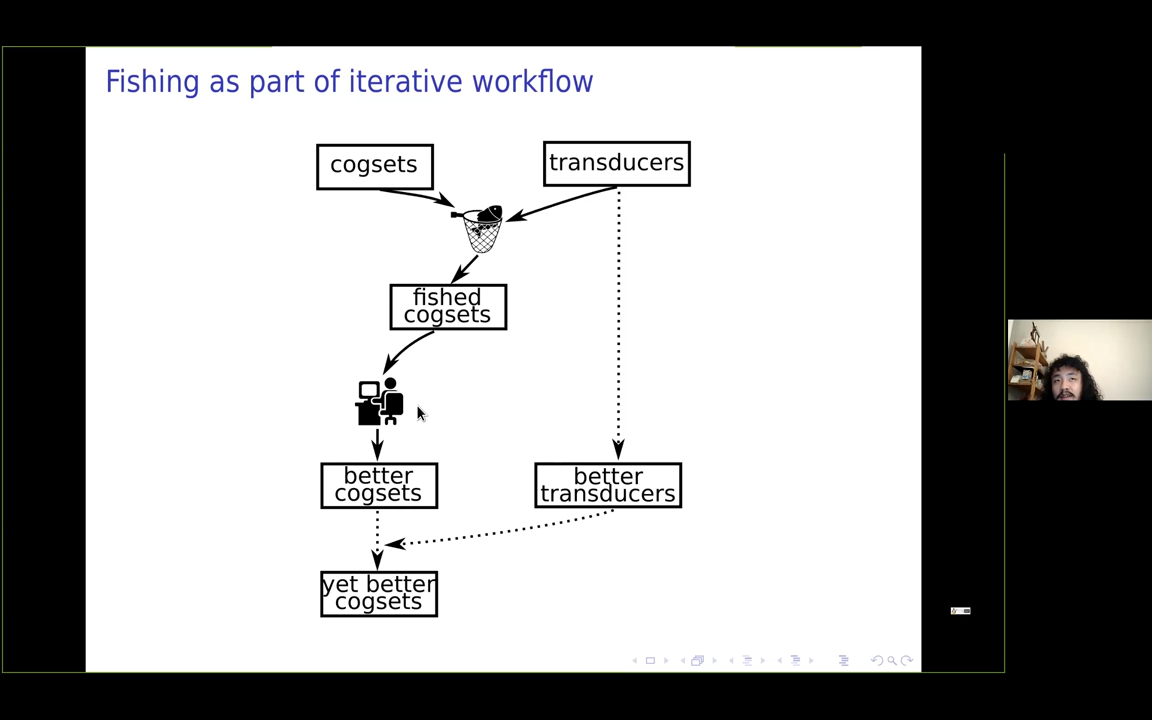 Fishing as part of iterative workflow
cogsets
transducers
fished
cogsets
better
cogsets
better
transducers
yet better
cogsets